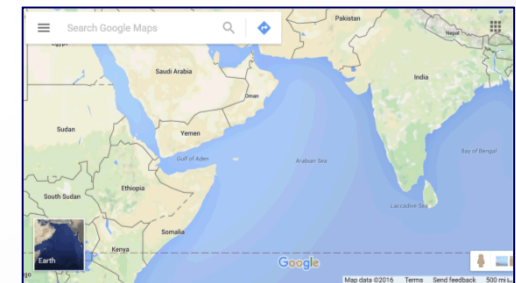 Search Google Maps
Pakistan
Nepal
Egypt
Saudi Arabia
India
Oman
Sudan
Yemen
Gulf of Aden
Arabian Sea
Bay of Bengal
South Sudan
Ethiopia
Laccadive Sea
Somalia
Earth
Kenya
Google
Map data ©2016 Terms Send feedback 500 mi